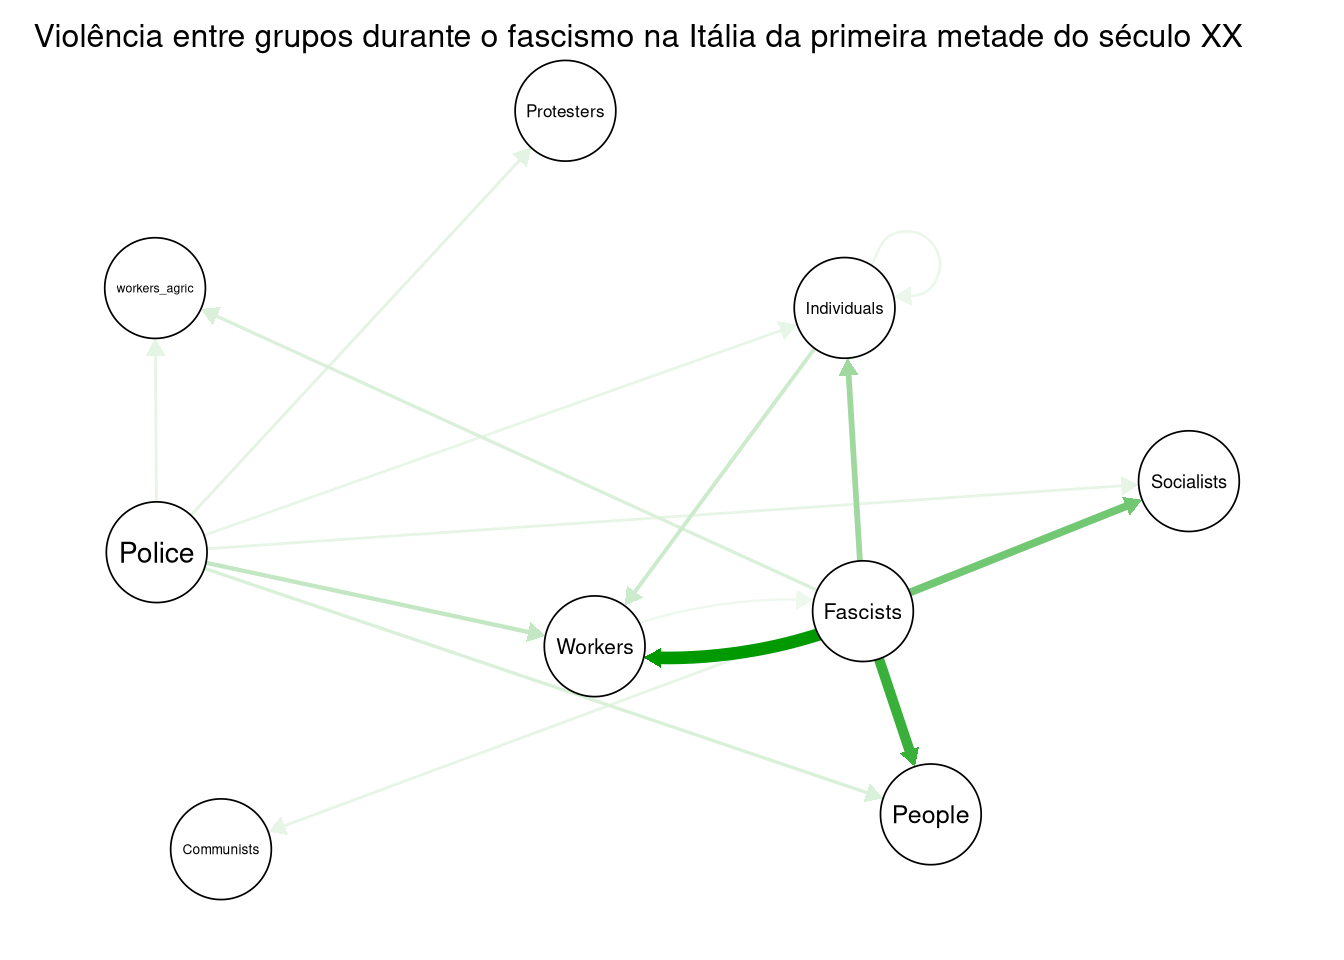 Violência entre grupos durante o fascismo na Itália da primeira metade do século XX
Protesters
workers_agric
Individuals
Socialists
Police
Fascists
Workers
People
Communists